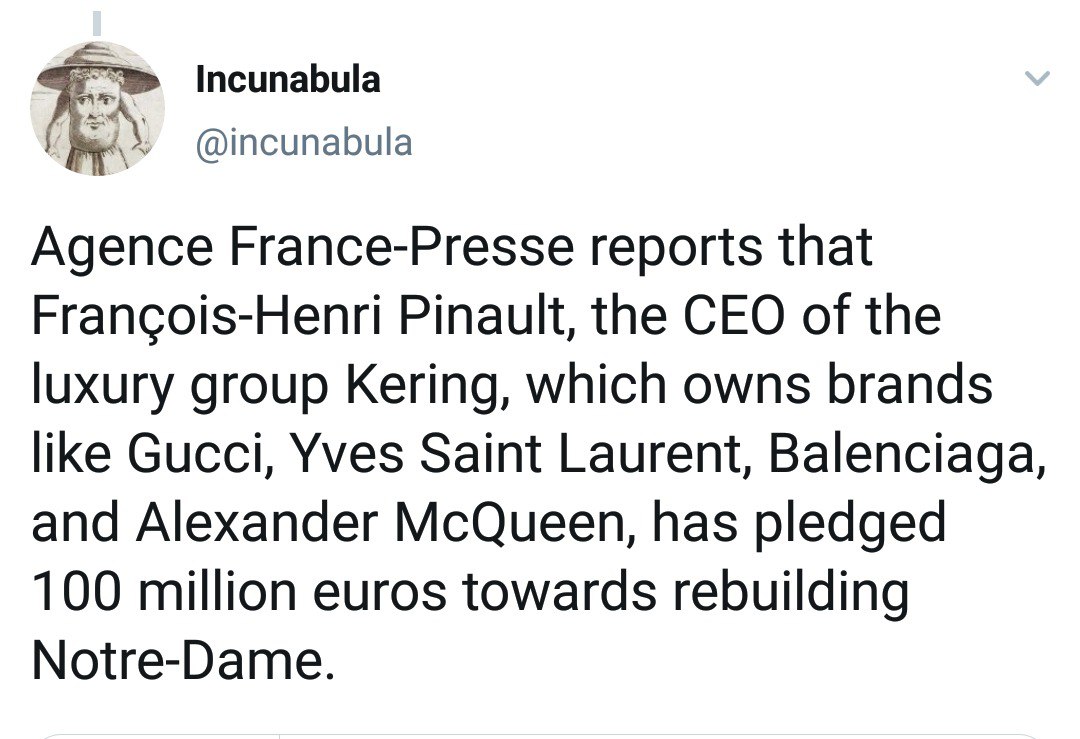 Incunabula
@incunabula
Agence France-Presse reports that
François-Henri Pinault, the CEO of the
luxury group Kering, which owns brands
like Gucci, Yves Saint Laurent, Balenciaga,
and Alexander McQueen, has pledged
100 million euros towards rebuilding
Notre-Dame.